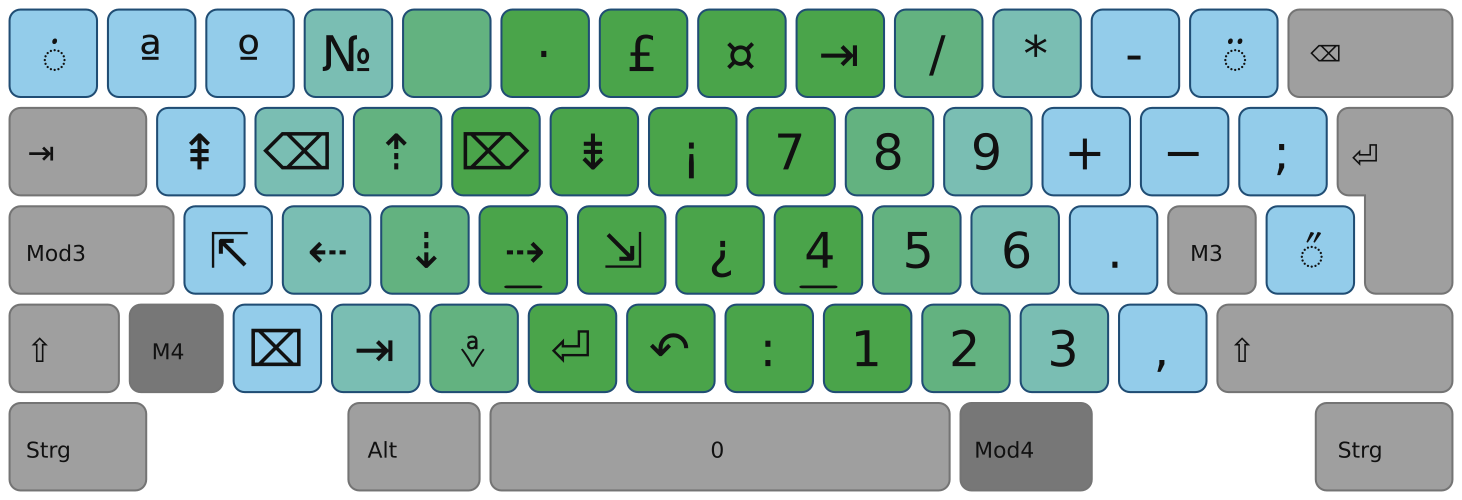 ◌̇ ª º № · £ ¤ ⇥ / * - ◌̈ ⌫
⇥ ⇞ ⌫ ⇡ ⌦ ⇟ ¡ 7 8 9 + − ; ⏎
Mod3 ⇱ ⇠ ⇣ ⇢ ⇲ ¿ 4 5 6 . M3 ◌̋
⇧ M4 ⌧ ⇥ ⎀ ⏎ ↶ : 1 2 3 , ⇧
Strg Alt 0 Mod4 Strg